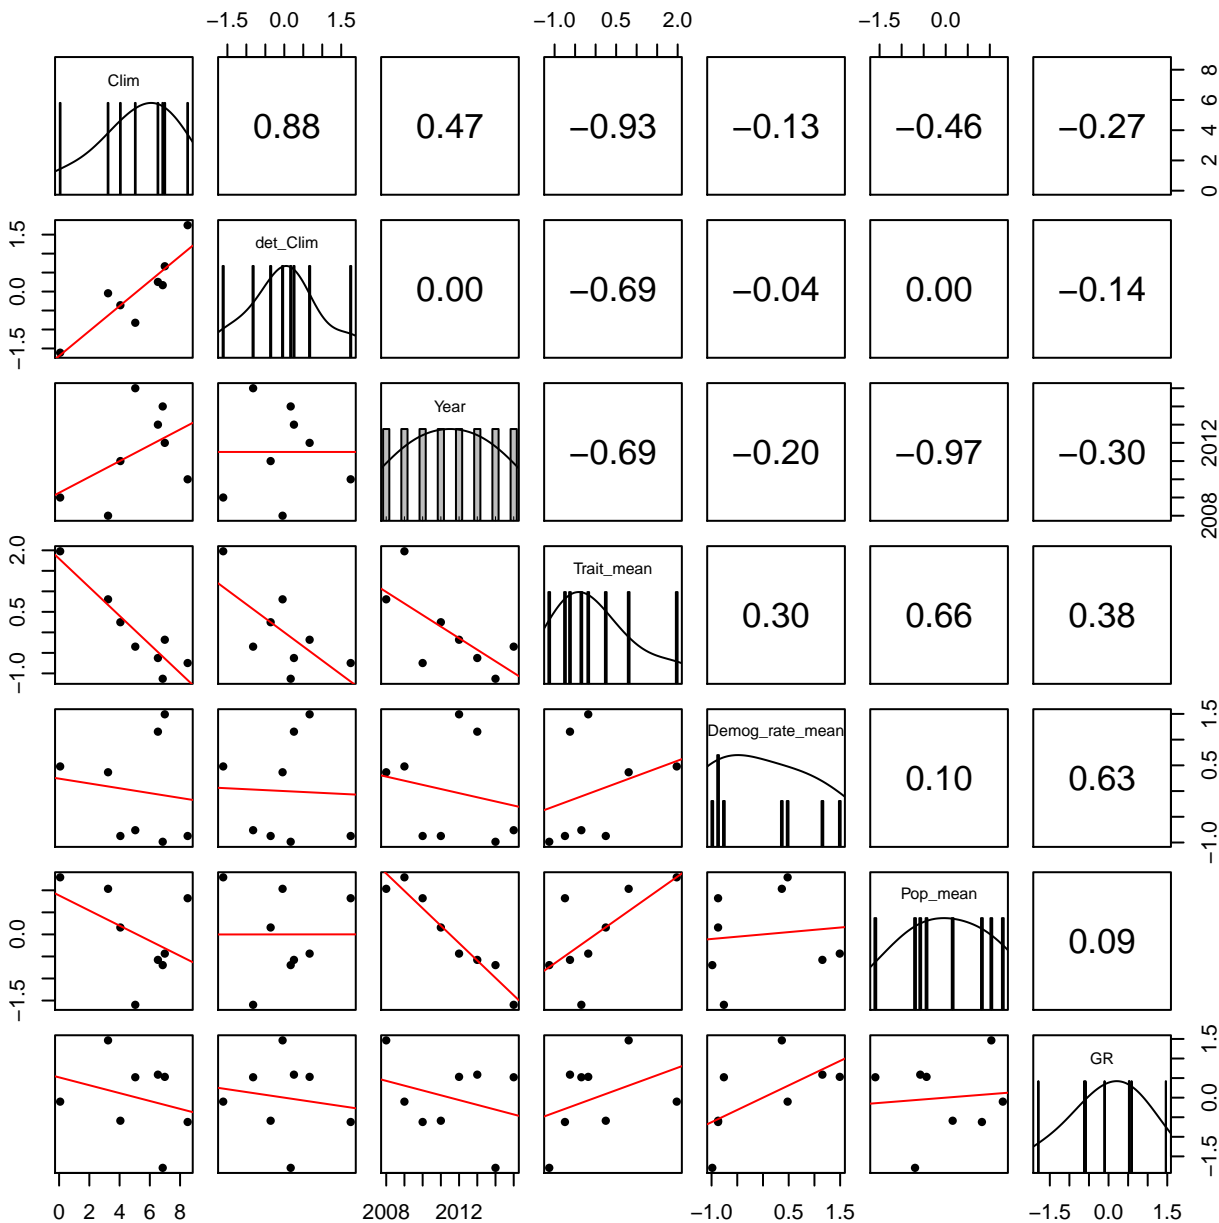 −1.5 0.0 1.5 −1.0 0.5 2.0 −1.5 0.0
Clim 0.88 0.47 −0.93 −0.13 −0.46 −0.27
0 2 4 6 8
−1.5 0.0 1.5
det_Clim 0.00 −0.69 −0.04 0.00 −0.14
Year −0.69 −0.20 −0.97 −0.30
2008 2012
−1.0 0.5 2.0
Trait_mean 0.30 0.66 0.38
Demog_rate_mean 0.10 0.63
−1.0 0.5 1.5
−1.5 0.0
Pop_mean 0.09
GR
−1.5 0.0 1.5
0 2 4 6 8 2008 2012 −1.0 0.5 1.5 −1.5 0.0 1.5